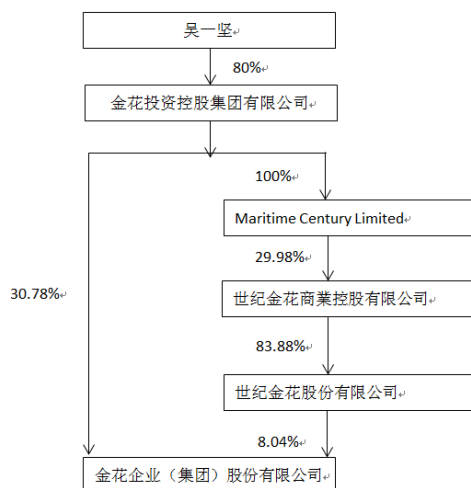 吴一坚
80%
金花投资控股集团有限公司
100%
Maritime Century Limited
29.98%
30.78%
世纪金花商業控股有限公司
83.88%
世纪金花股份有限公司
8.04%
金花企业（集团）股份有限公司